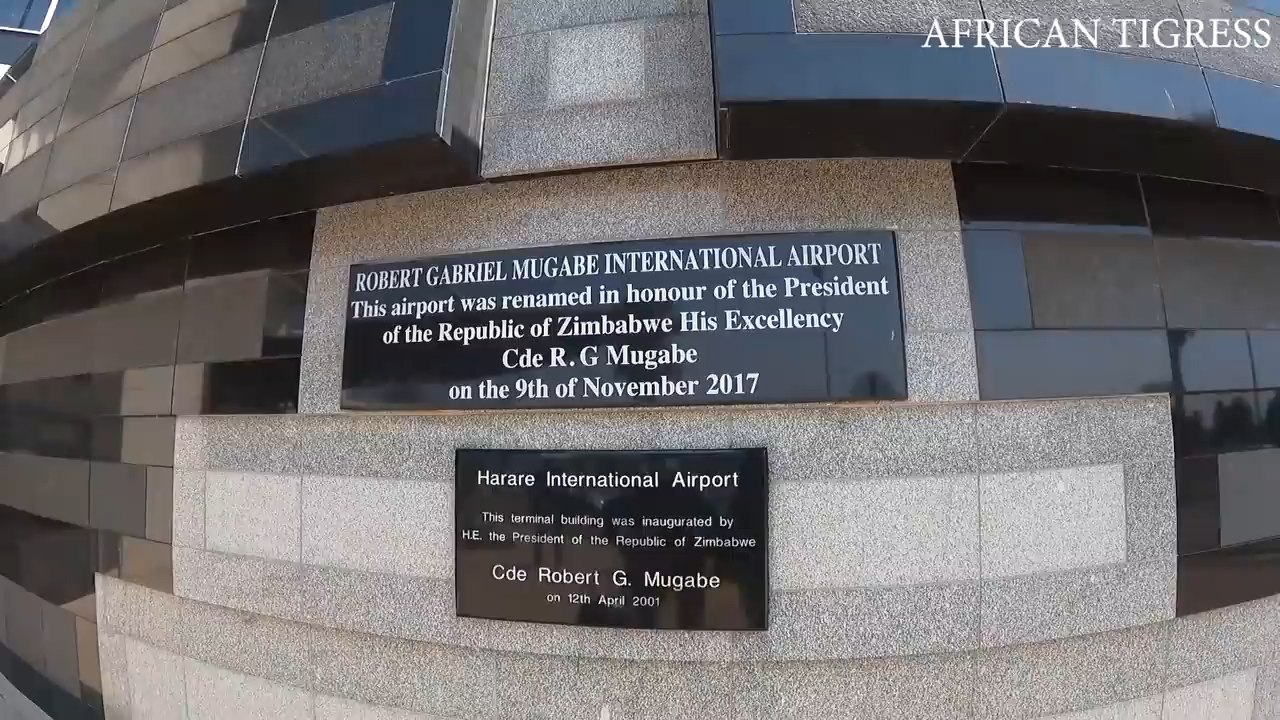 AFRICAN TIGRESS
ROBERT GABRIEL MUGABE INTERNATIONAL AIRPORT
This airport was renamed in honour of the President
of the Republic of Zimbabwe His Excellency
Cde R.G Mugabe
on the 9th of November 2017
Harare International Airport
This terminal building was inaugurated by
H.E. the President of the Republic of Zimbabwe
Cde Robert G. Mugabe
on 12th April 2001